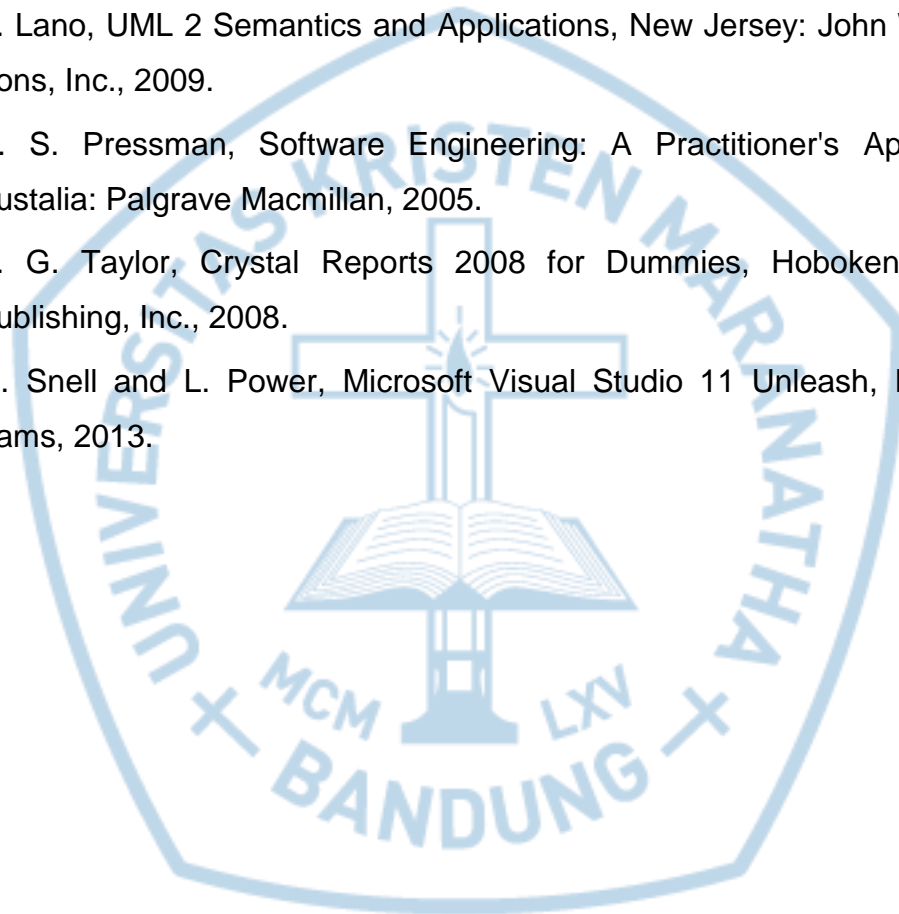 . Lano, UML 2 Semantics and Applications, New Jersey: John
ons, Inc., 2009.
. S. Pressman, Software Engineering: A Practitioner's Ap
ustalia: Palgrave Macmillan, 2005.
. G. Taylor, Crystal Reports 2008 for Dummies, Hoboken
ublishing, Inc., 2008.
. Snell and L. Power, Microsoft Visual Studio 11 Unleash,
ams, 2013.
UNIVERSITAS KRISTEN MARANATHA
MCM LXV
BANDUNG